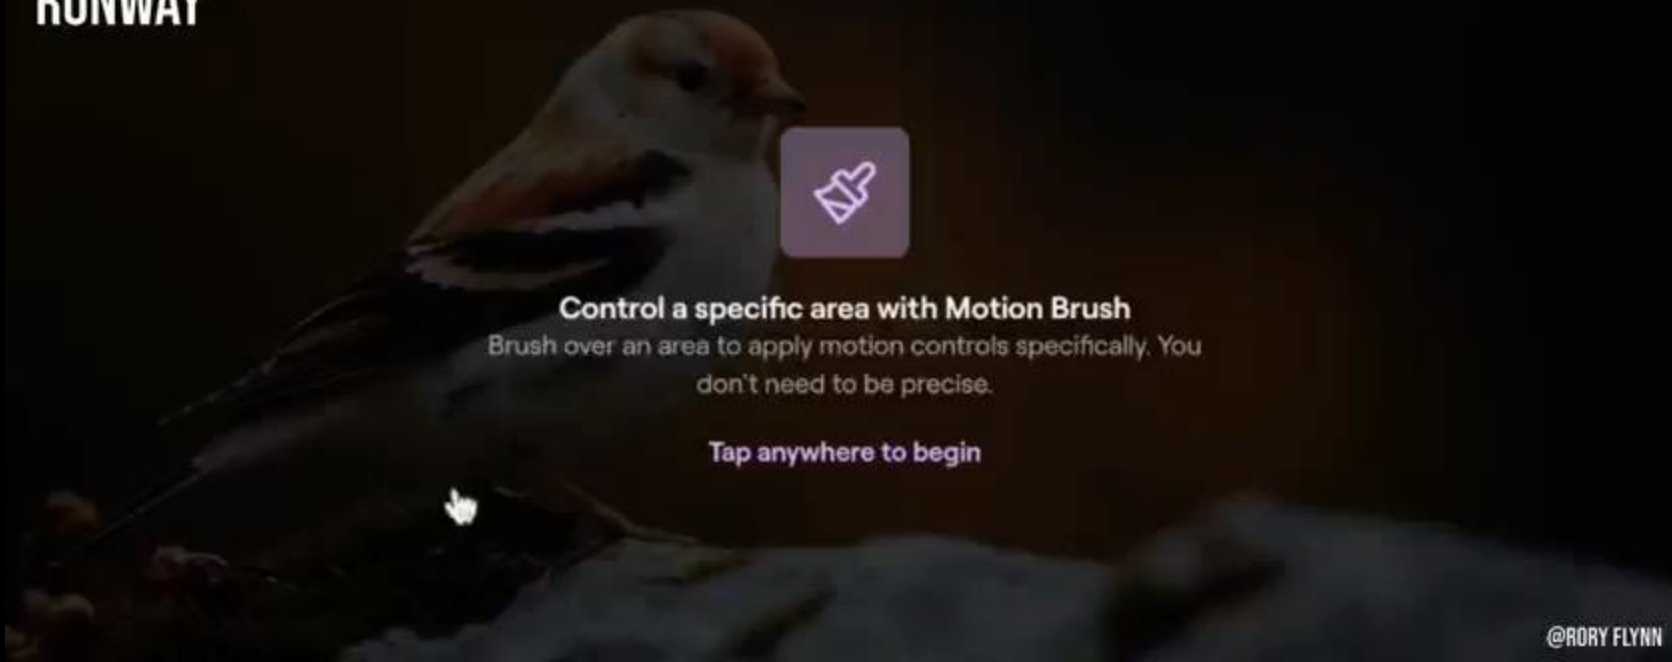 RUNWAY
Control a specific area with Motion Brush
Brush over an area to apply motion controls specifically. You
don't need to be precise.
Tap anywhere to begin
@RORY FLYNN